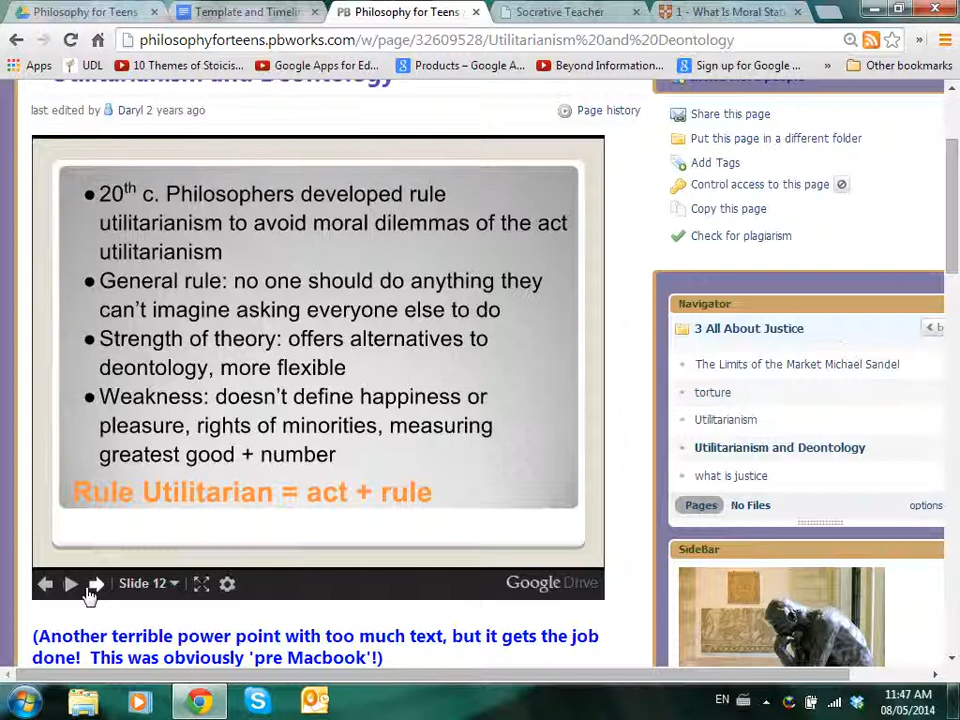 Philosophy for Teens
Template and Timelin
PB Philosophy for Teens
Socrative Teacher
1 - What Is Moral Stat
philosophyforteens.pbworks.com/w/page/32609528/Utilitarianism%20and%20Deontology
Apps
UDL
10 Themes of Stoicis...
Google Apps for Ed...
Products – Google A...
Beyond Information...
Sign up for Google ...
»
Other bookmarks
Utilitarianism and Deontology
last edited by Daryl 2 years ago
Page history
●20th c. Philosophers developed rule
utilitarianism to avoid moral dilemmas of the act
utilitarianism
●General rule: no one should do anything they
can't imagine asking everyone else to do
●Strength of theory: offers alternatives to
deontology, more flexible
●Weakness: doesn't define happiness or
pleasure, rights of minorities, measuring
greatest good + number
Rule Utilitarian = act + rule
Slide 12
Google Drive
(Another terrible power point with too much text, but it gets the job
done! This was obviously 'pre Macbook'!)
Share this page
Put this page in a different folder
Add Tags
Control access to this page
Copy this page
Check for plagiarism
Navigator
3 All About Justice
b
The Limits of the Market Michael Sandel
torture
Utilitarianism
Utilitarianism and Deontology
what is justice
Pages
No Files
options
SideBar
EN
11:47 AM
08/05/2014